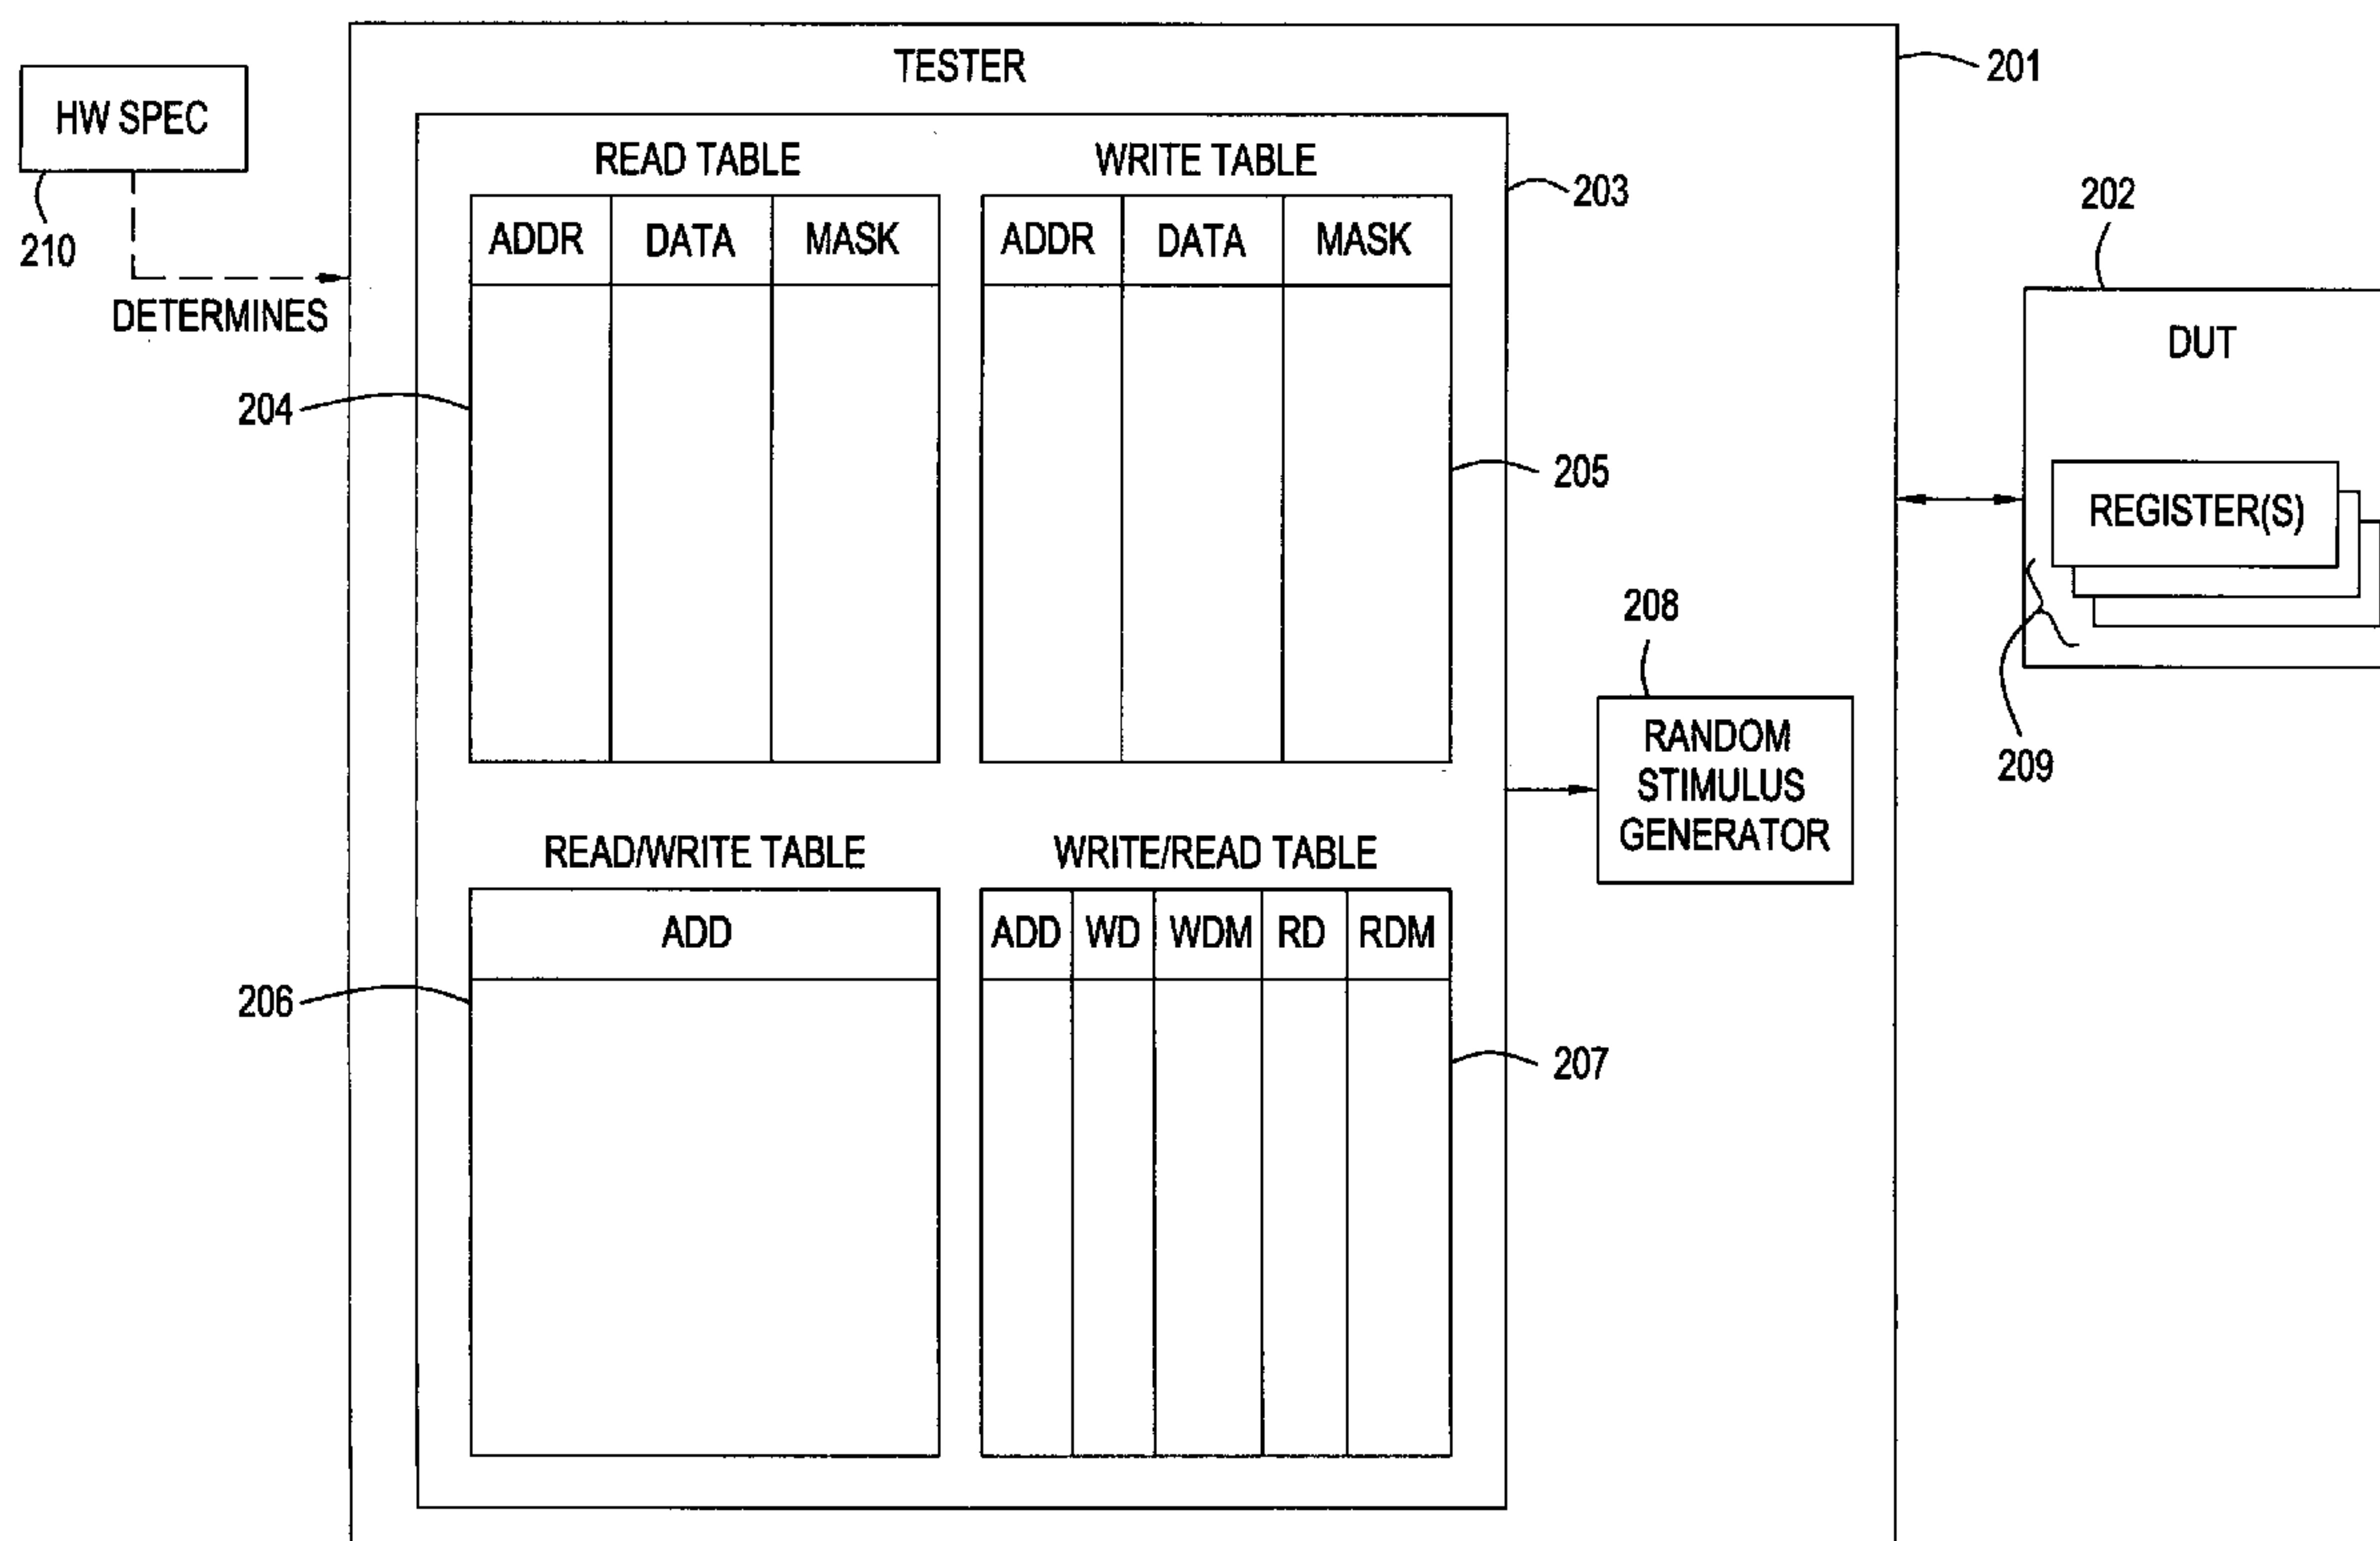 TESTER
201
HW SPEC
210
DETERMINES
READ TABLE
WRITE TABLE
203
ADDR DATA MASK
ADDR DATA MASK
202
DUT
204
205
REGISTER(S)
209
208
RANDOM
STIMULUS
GENERATOR
READ/WRITE TABLE
WRITE/READ TABLE
ADD
ADD WD WDM RD RDM
206
207